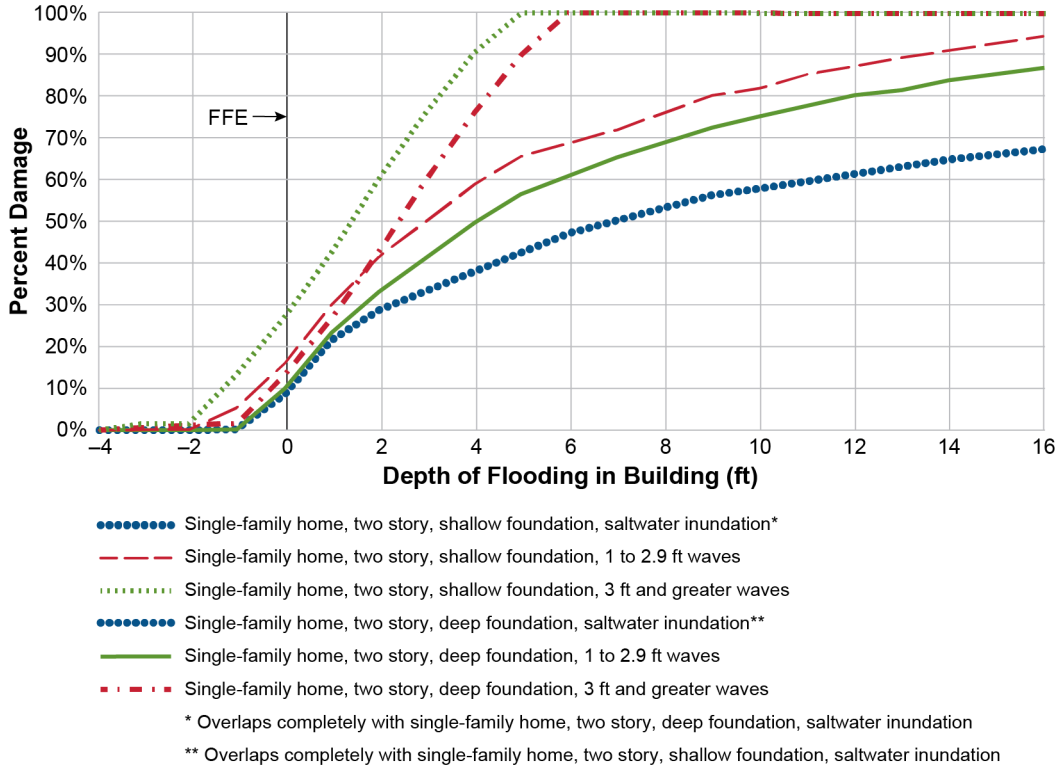 100%
90%
80%
70%
60%
50%
40%
30%
20%
10%
0%
Percent Damage
FFE
–4 –2 0 2 4 6 8 10 12 14 16
Depth of Flooding in Building (ft)
Single-family home, two story, shallow foundation, saltwater inundation*
Single-family home, two story, shallow foundation, 1 to 2.9 ft waves
Single-family home, two story, shallow foundation, 3 ft and greater waves
Single-family home, two story, deep foundation, saltwater inundation**
Single-family home, two story, deep foundation, 1 to 2.9 ft waves
Single-family home, two story, deep foundation, 3 ft and greater waves
* Overlaps completely with single-family home, two story, deep foundation, saltwater inundation
** Overlaps completely with single-family home, two story, shallow foundation, saltwater inundation